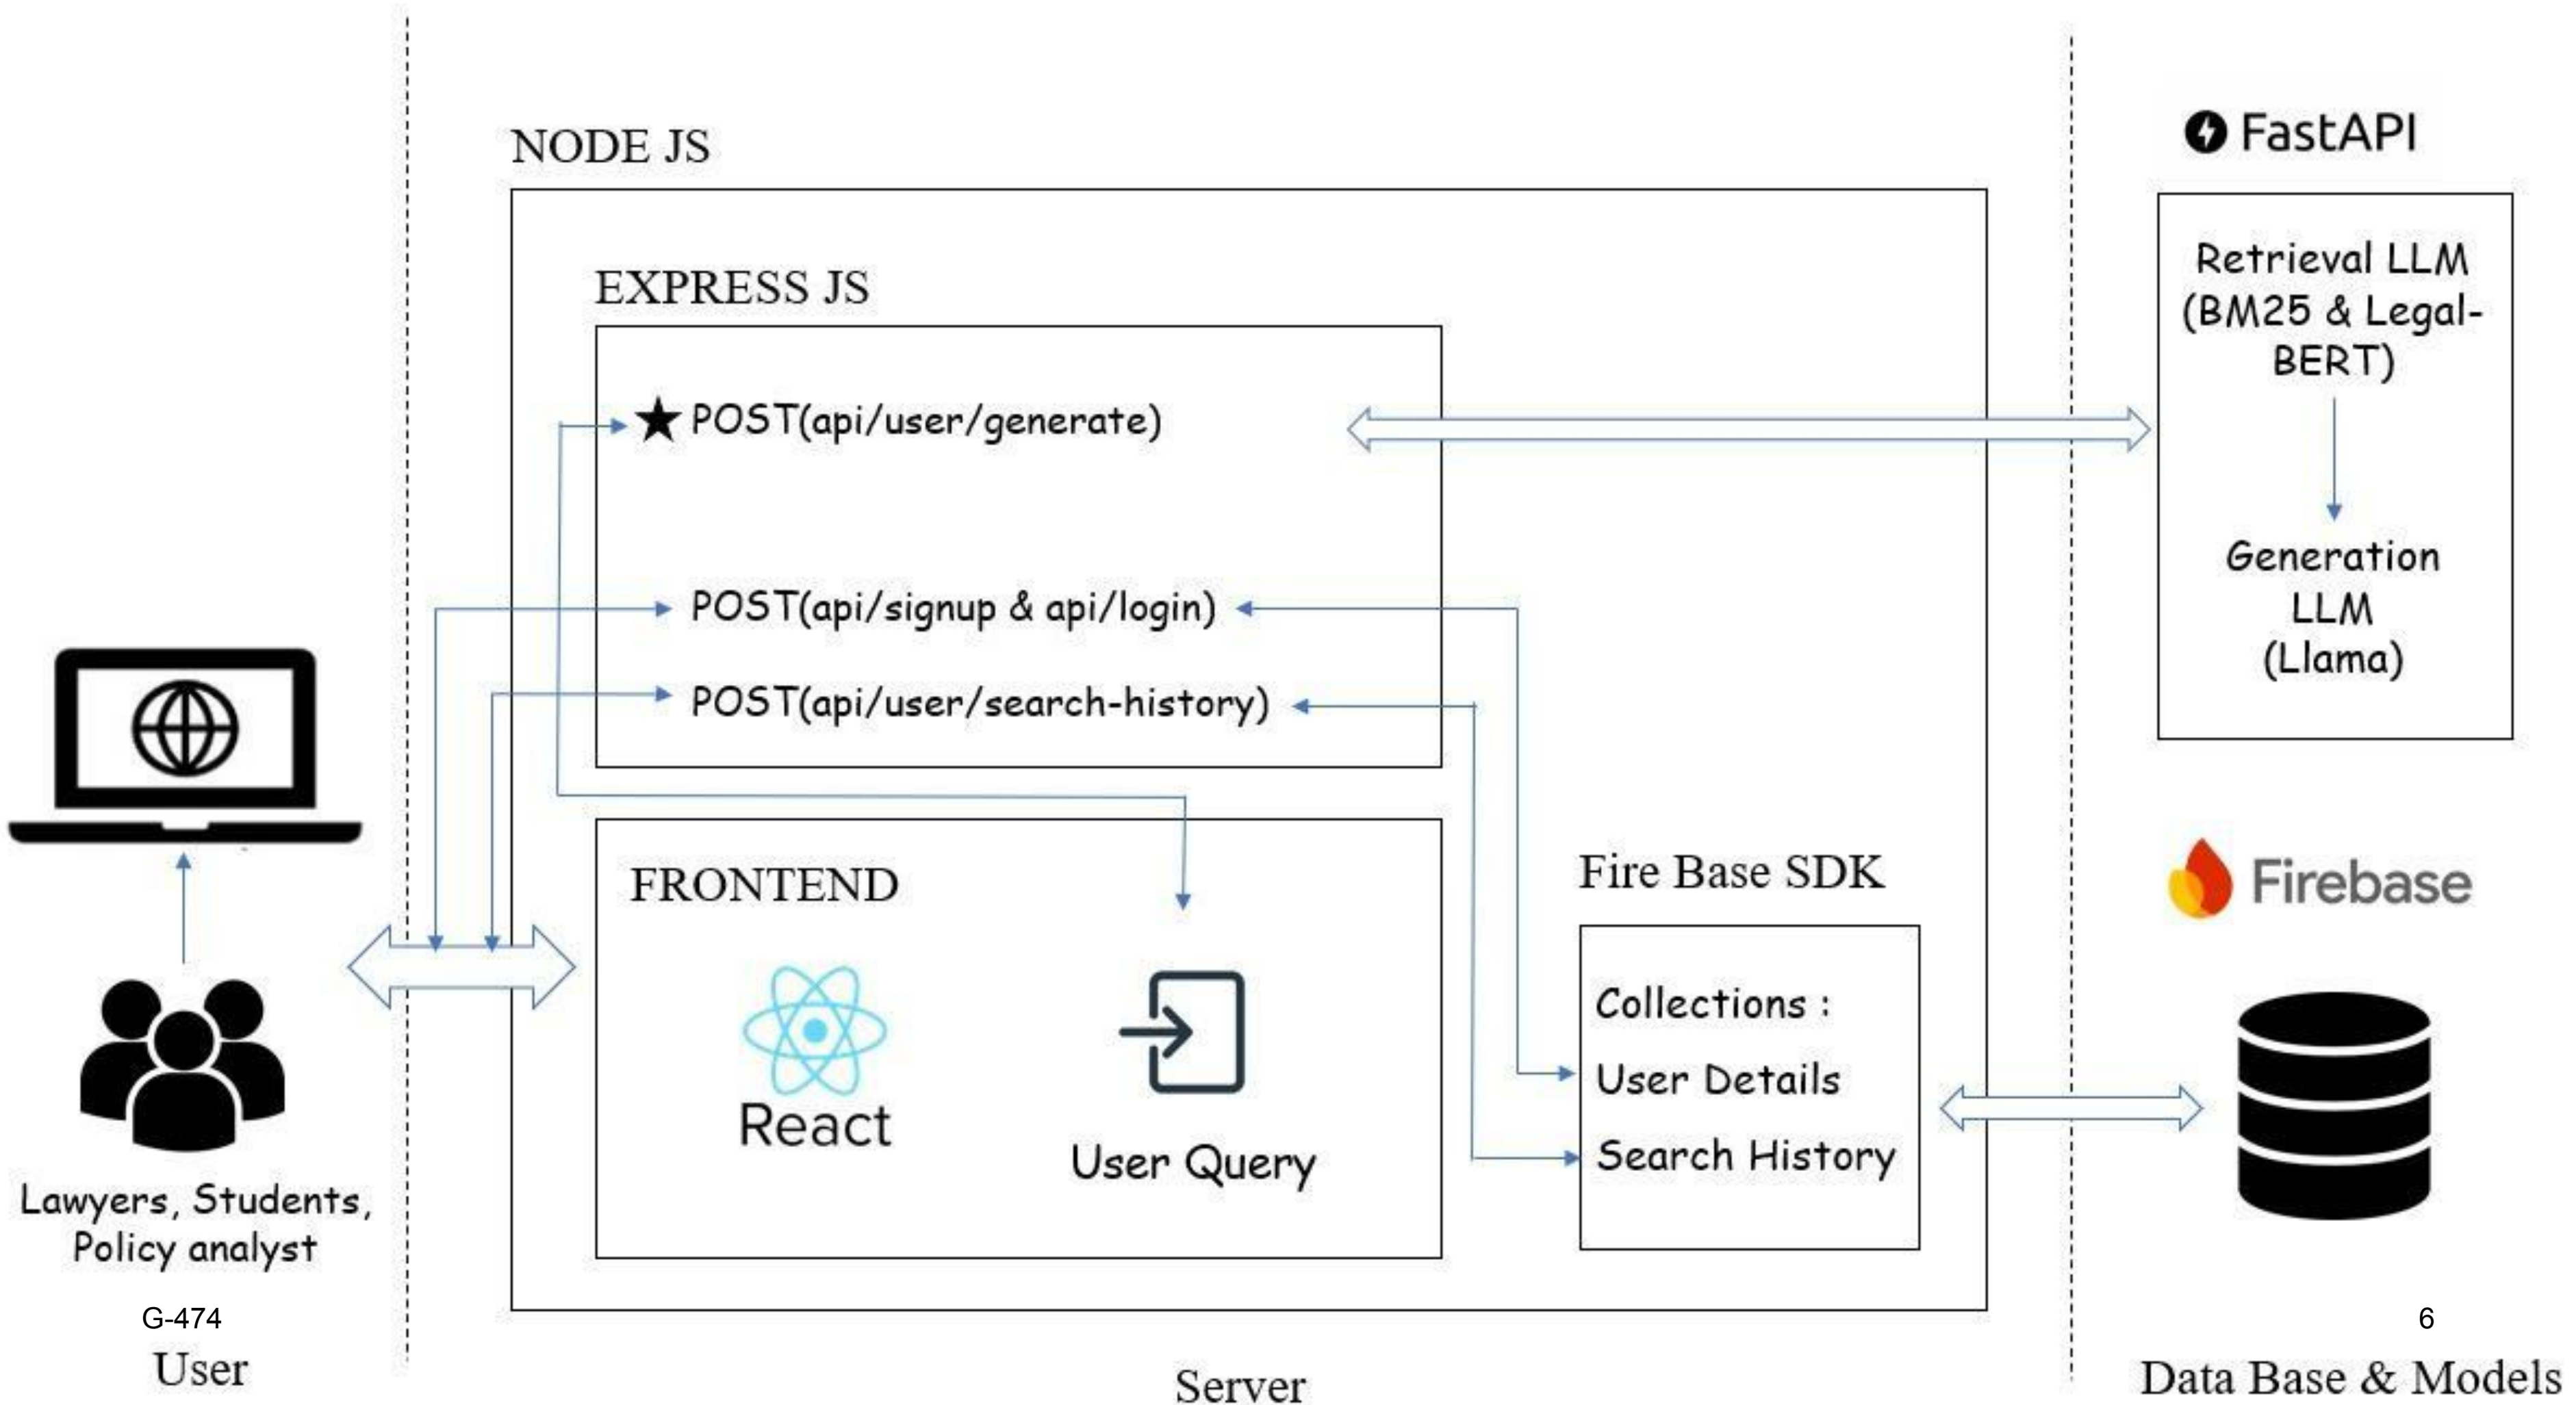 NODE JS
EXPRESS JS
POST(api/user/generate)
POST(api/signup & api/login)
POST(api/user/search-history)
FRONTEND
React
User Query
Fire Base SDK
Collections :
User Details
Search History
FastAPI
Retrieval LLM
(BM25 & Legal-
BERT)
Generation
LLM
(Llama)
Firebase
Lawyers, Students,
Policy analyst
G-474
6
User
Server
Data Base & Models